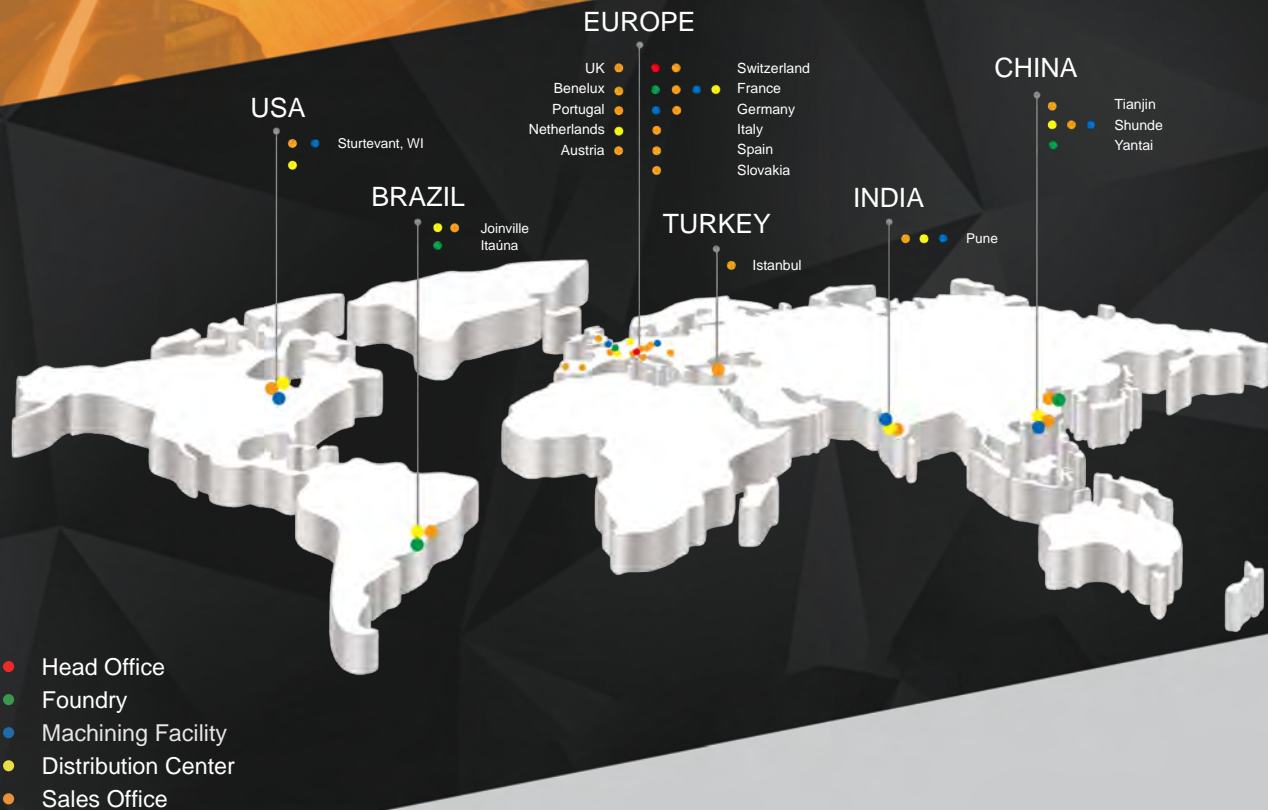 EUROPE
UK
Benelux
Portugal
Netherlands
Austria
Switzerland
France
Germany
Italy
Spain
Slovakia
CHINA
Tianjin
Shunde
Yantai
USA
Sturtevant, WI
BRAZIL
Joinville
Itaúna
TURKEY
Istanbul
INDIA
Pune
Head Office
Foundry
Machining Facility
Distribution Center
Sales Office